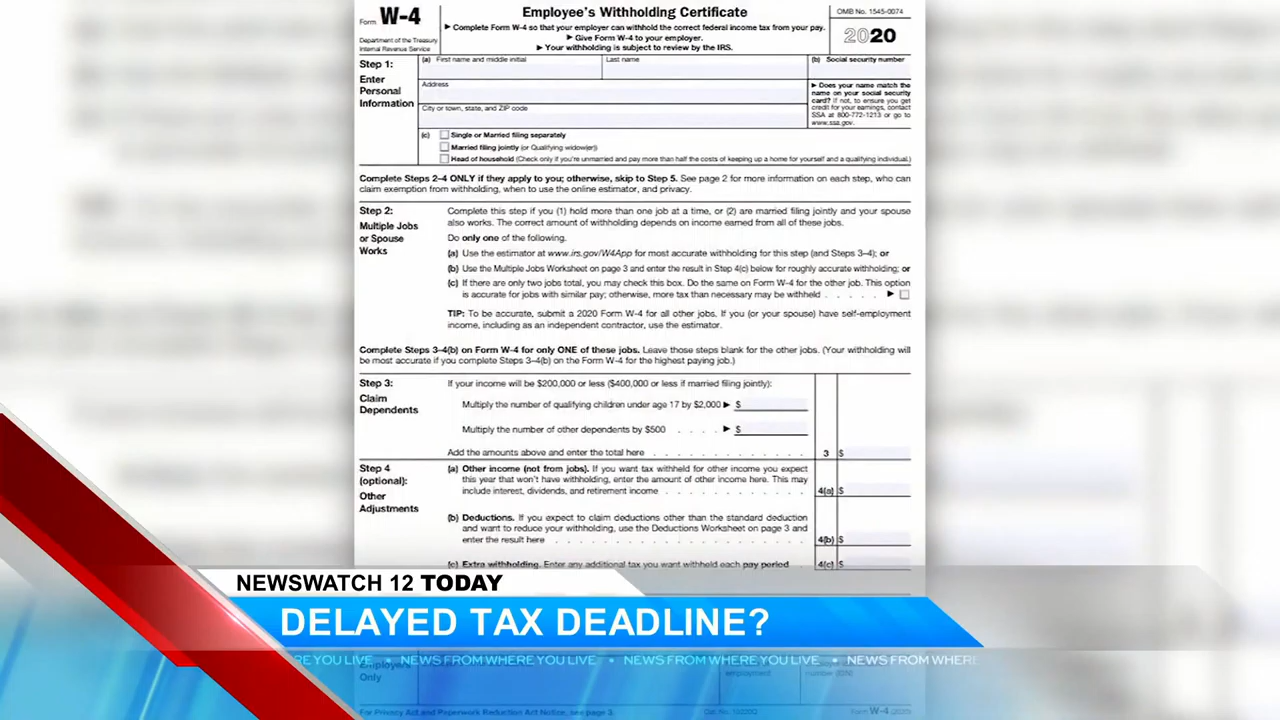 Form W-4
Department of the Treasury
Internal Revenue Service
Employee's Withholding Certificate
▶ Complete Form W-4 so that your employer can withhold the correct federal income tax from your pay.
▶ Give Form W-4 to your employer.
▶ Your withholding is subject to review by the IRS.
OMB No. 1545-0074
2020
Step 1:
Enter
Personal
Information
(a) First name and middle initial
Last name
(b) Social security number
Address
City or town, state, and ZIP code
▶ Does your name match the
name on your social security
card? If not, to ensure you get
credit for your earnings, contact
SSA at 800-772-1213 or go to
www.ssa.gov.
(c) Single or Married filing separately
Married filing jointly (or Qualifying widow(er))
Head of household (Check only if you're unmarried and pay more than half the costs of keeping up a home for yourself and a qualifying individual.)
Complete Steps 2–4 ONLY if they apply to you; otherwise, skip to Step 5. See page 2 for more information on each step, who can
claim exemption from withholding, when to use the online estimator, and privacy.
Step 2:
Multiple Jobs
or Spouse
Works
Complete this step if you (1) hold more than one job at a time, or (2) are married filing jointly and your spouse
also works. The correct amount of withholding depends on income earned from all of these jobs.
Do only one of the following.
(a) Use the estimator at www.irs.gov/W4App for most accurate withholding for this step (and Steps 3–4); or
(b) Use the Multiple Jobs Worksheet on page 3 and enter the result in Step 4(c) below for roughly accurate withholding; or
(c) If there are only two jobs total, you may check this box. Do the same on Form W-4 for the other job. This option
is accurate for jobs with similar pay; otherwise, more tax than necessary may be withheld . . . . . ▶
TIP: To be accurate, submit a 2020 Form W-4 for all other jobs. If you (or your spouse) have self-employment
income, including as an independent contractor, use the estimator.
Complete Steps 3–4(b) on Form W-4 for only ONE of these jobs. Leave those steps blank for the other jobs. (Your withholding will
be most accurate if you complete Steps 3–4(b) on the Form W-4 for the highest paying job.)
Step 3:
Claim
Dependents
If your income will be $200,000 or less ($400,000 or less if married filing jointly):
Multiply the number of qualifying children under age 17 by $2,000 ▶ $
Multiply the number of other dependents by $500 . . . . ▶ $
Add the amounts above and enter the total here . . . . . . . . . . . . . 3 $
Step 4
(optional):
Other
Adjustments
(a) Other income (not from jobs). If you want tax withheld for other income you expect
this year that won't have withholding, enter the amount of other income here. This may
include interest, dividends, and retirement income . . . . . . . . . . . . 4(a) $
(b) Deductions. If you expect to claim deductions other than the standard deduction
and want to reduce your withholding, use the Deductions Worksheet on page 3 and
enter the result here . . . . . . . . . . . . . . . . . . . . . 4(b) $
(c) Extra withholding. Enter any additional tax you want withheld each pay period 4(c) $
NEWSWATCH 12 TODAY
DELAYED TAX DEADLINE?
RE YOU LIVE • NEWS FROM WHERE YOU LIVE • NEWS FROM WHERE YOU LIVE • NEWS FROM WHERE
Employers
Only
employment
number (EIN)
For Privacy Act and Paperwork Reduction Act Notice, see page 3.
Form W-4 (2020)